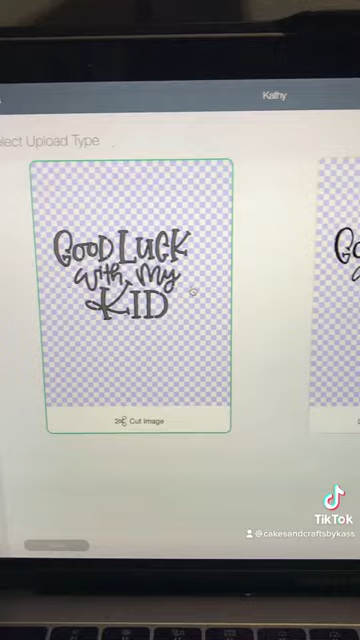 Kathy
elect Upload Type
GOOD LUCK
with my
KID
Cut Image
TikTok
@cakesandcraftsbykass